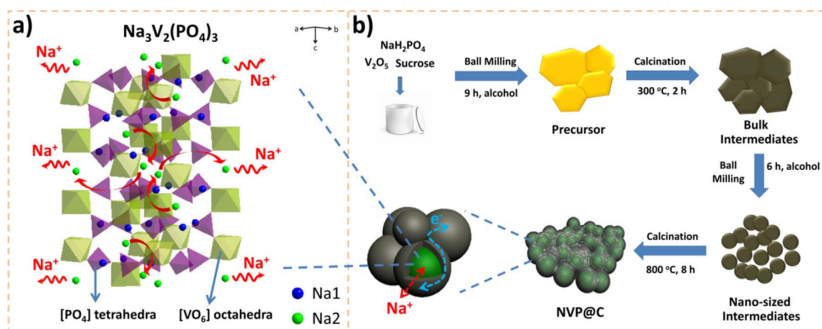 a)
Na3V2(PO4)3
a
b
c
Na+
Na+
Na+
Na+
Na+
Na+
[PO4] tetrahedra
[VO6] octahedra
Na1
Na2
b)
NaH2PO4
V2O5 Sucrose
Ball Milling
9 h, alcohol
Precursor
Calcination
300 °C, 2 h
Bulk
Intermediates
Ball
Milling
6 h, alcohol
Nano-sized
Intermediates
Calcination
800 °C, 8 h
NVP@C
e-
Na+